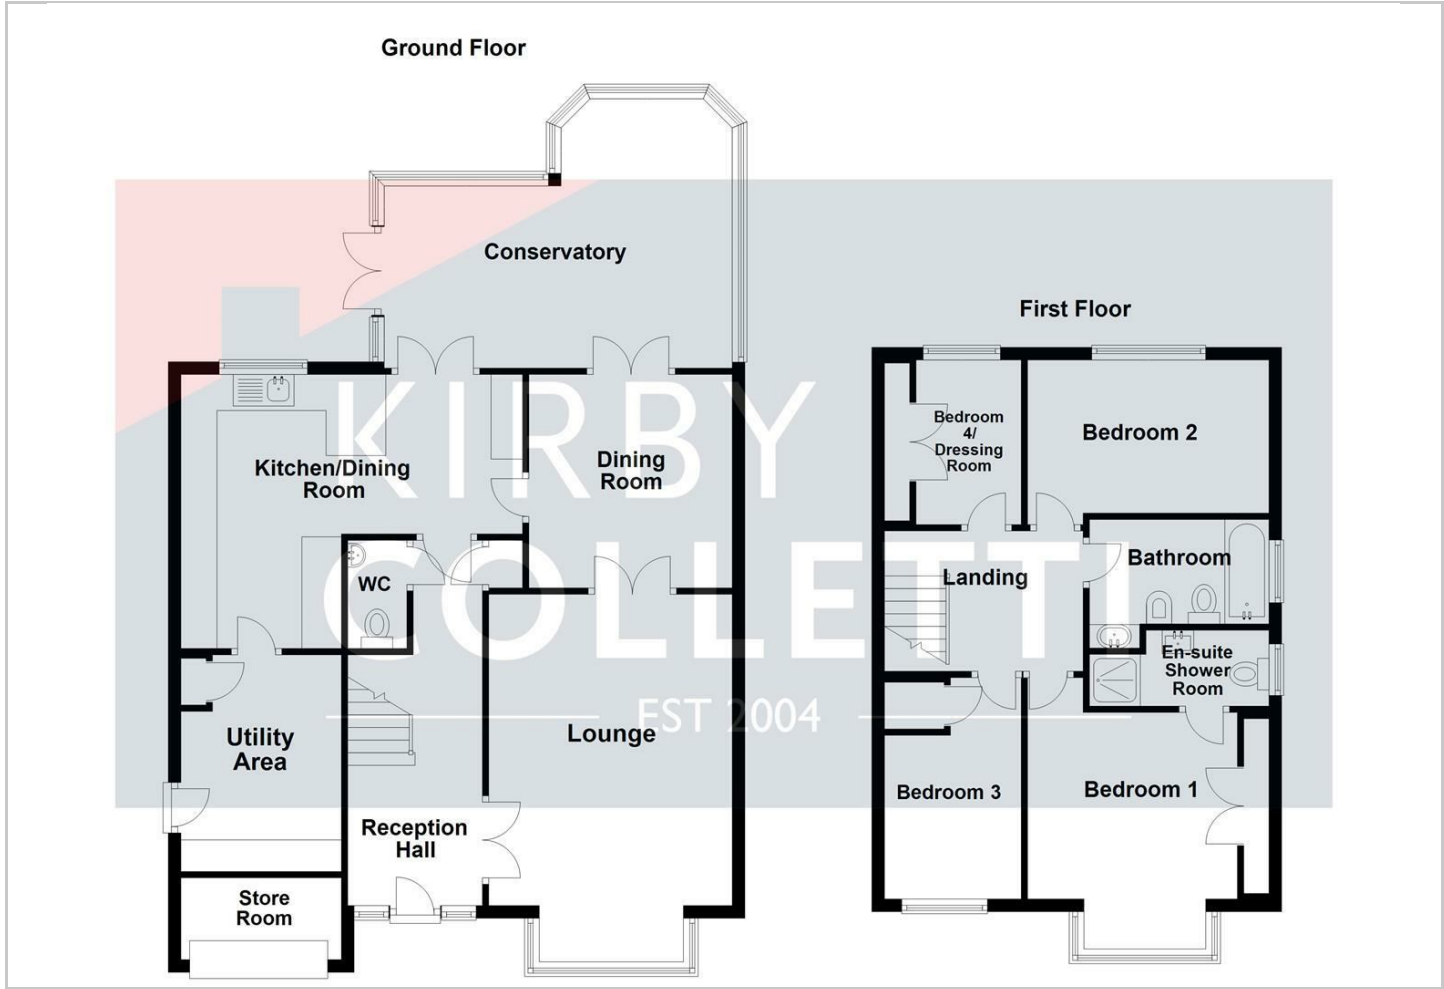 Ground Floor
Conservatory
Kitchen/Dining
Room
Dining
Room
WC
Utility
Area
Lounge
Reception
Hall
Store
Room
First Floor
Bedroom
4/
Dressing
Room
Bedroom 2
Landing
Bathroom
En-suite
Shower
Room
Bedroom 3
Bedroom 1
KIRBY
COLLETTI
EST 2004